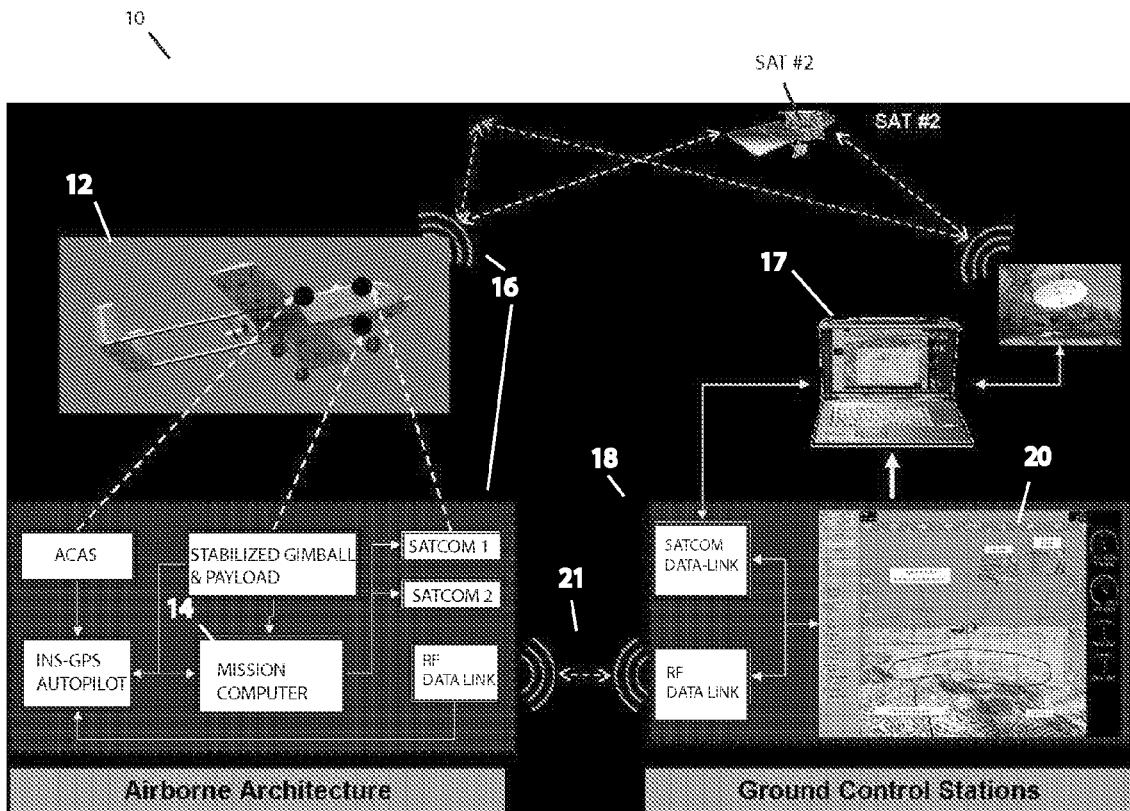 10
SAT #2
SAT #2
12
16
17
18
20
ACAS
STABILIZED GIMBALL
& PAYLOAD
SATCOM 1
SATCOM 2
14
21
INS-GPS
AUTOPILOT
MISSION
COMPUTER
RF
DATA LINK
SATCOM
DATA-LINK
RF
DATA LINK
Airborne Architecture
Ground Control Stations